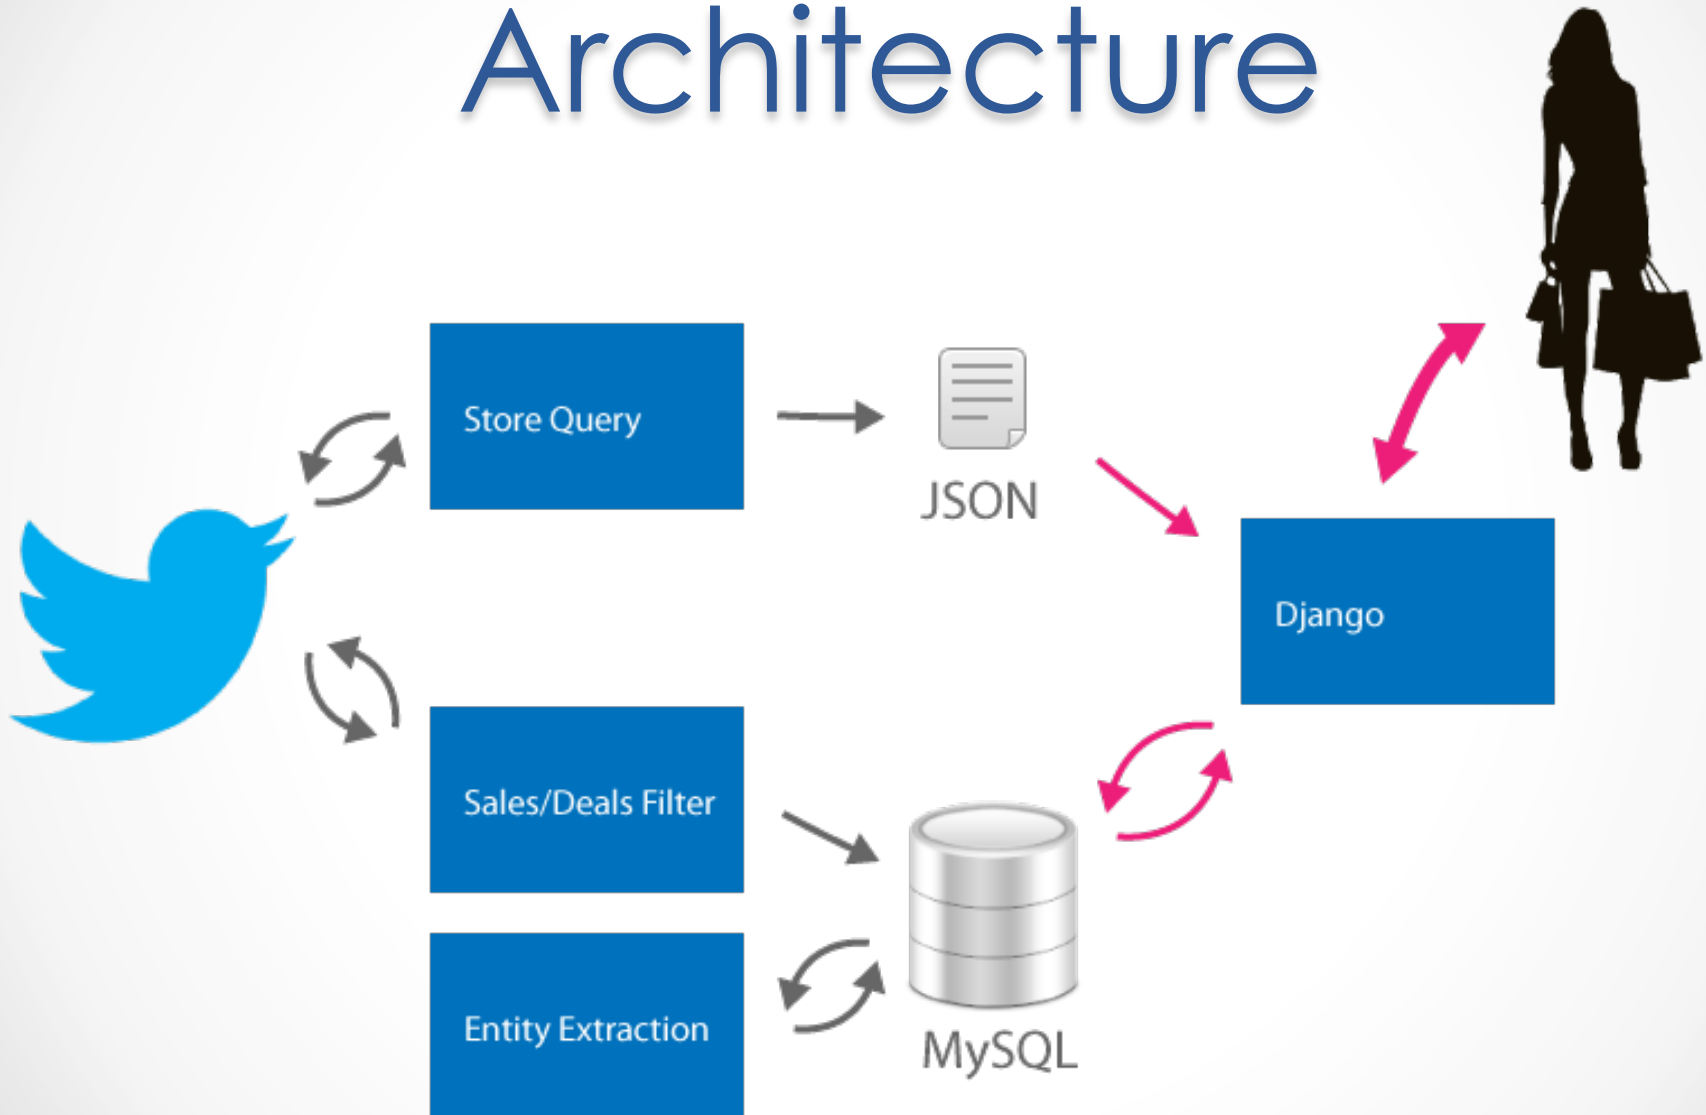 Architecture
Store Query
JSON
Django
Sales/Deals Filter
Entity Extraction
MySQL